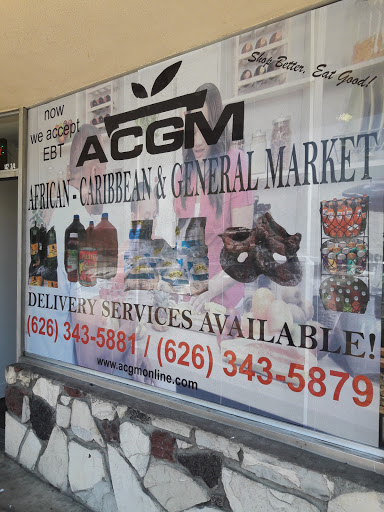 now
we accept
EBT
Shop Better, Eat Good!
ACGM
AFRICAN - CARIBBEAN & GENERAL MARKET
DELIVERY SERVICES AVAILABLE!
(626) 343-5881 / (626) 343-5879
www.acgmonline.com